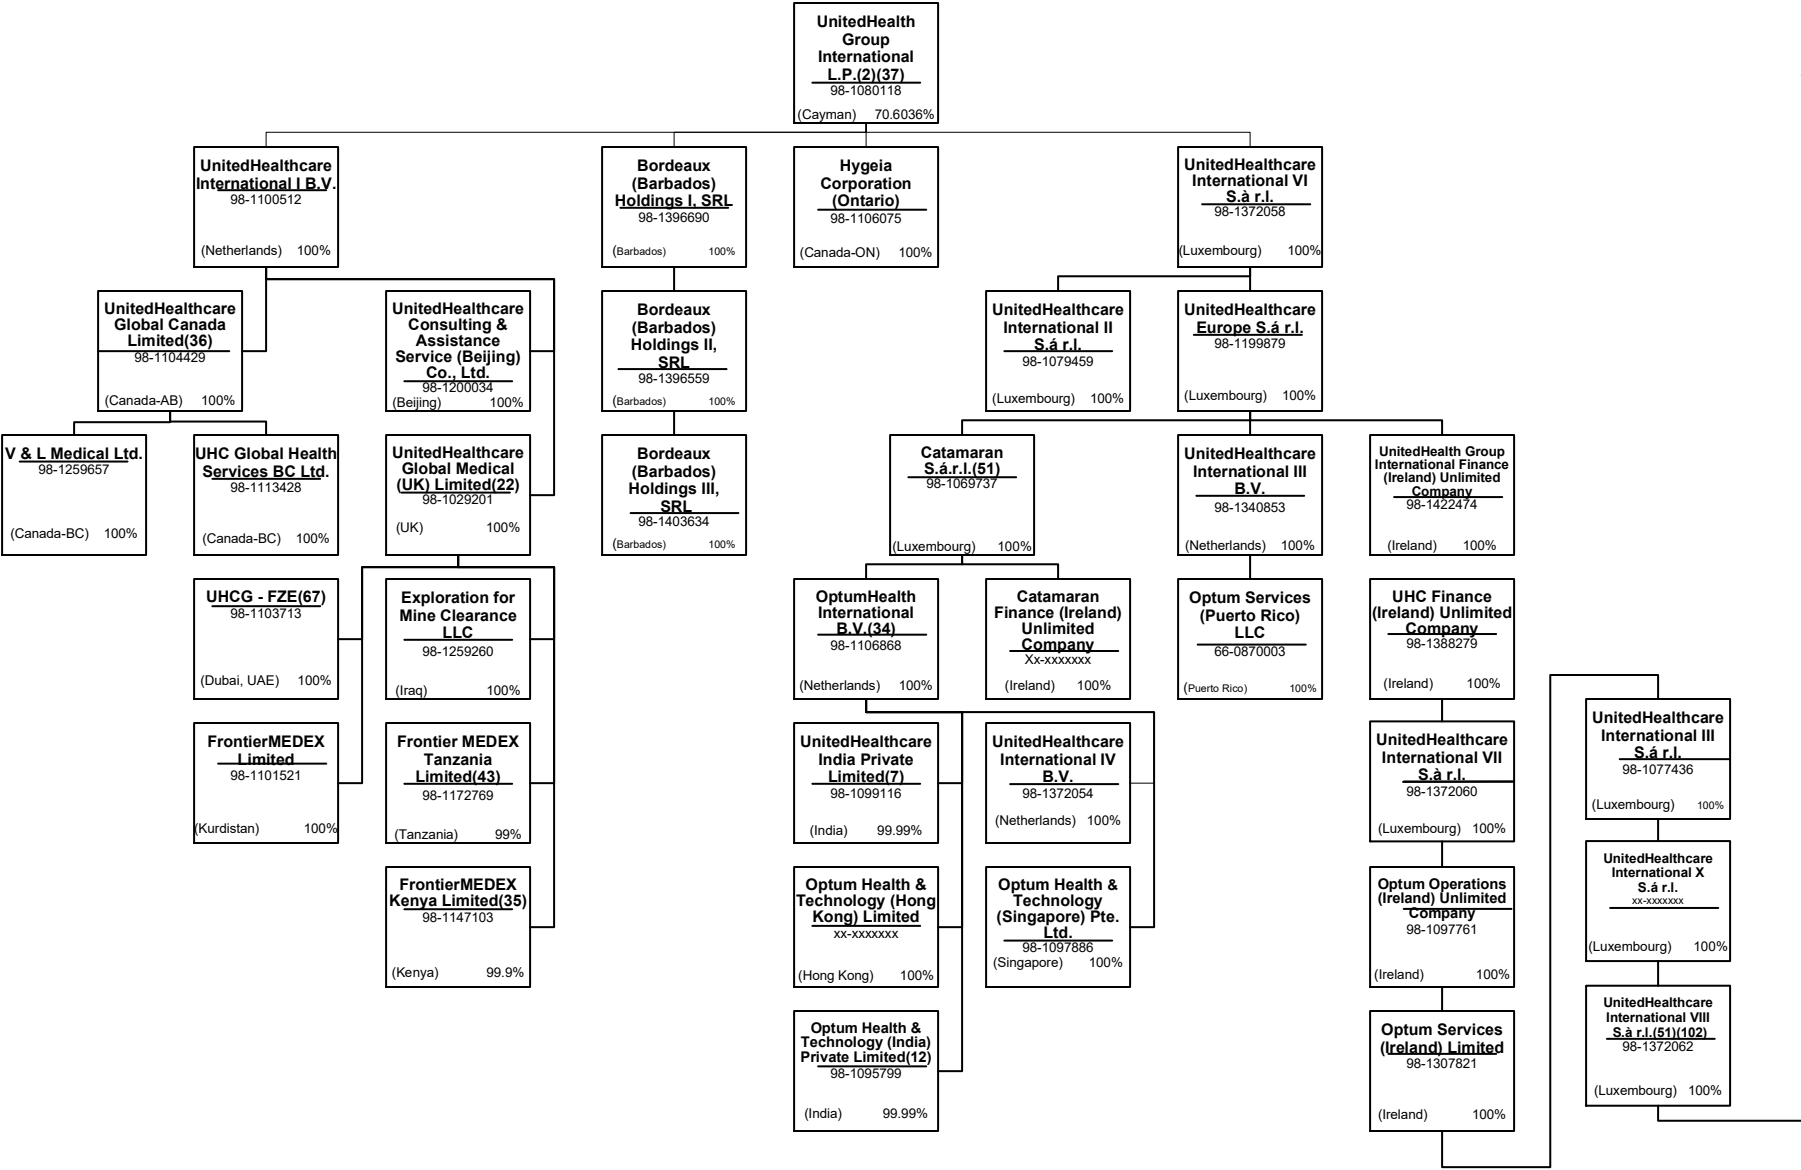 UnitedHealth
Group
International
L.P.(2)(37)
98-1080118
(Cayman) 70.6036%
UnitedHealthcare
International I B.V.
98-1100512
(Netherlands) 100%
Bordeaux
(Barbados)
Holdings I, SRL
98-1396690
(Barbados) 100%
Hygeia
Corporation
(Ontario)
98-1106075
(Canada-ON) 100%
UnitedHealthcare
International VI
S.à r.l.
98-1372058
(Luxembourg) 100%
UnitedHealthcare
Global Canada
Limited(36)
98-1104429
(Canada-AB) 100%
UnitedHealthcare
Consulting &
Assistance
Service (Beijing)
Co., Ltd.
98-1200034
(Beijing) 100%
Bordeaux
(Barbados)
Holdings II,
SRL
98-1396559
(Barbados) 100%
UnitedHealthcare
International II
S.á r.l.
98-1079459
(Luxembourg) 100%
UnitedHealthcare
Europe S.á r.l.
98-1199879
(Luxembourg) 100%
V & L Medical Ltd.
98-1259657
(Canada-BC) 100%
UHC Global Health
Services BC Ltd.
98-1113428
(Canada-BC) 100%
UnitedHealthcare
Global Medical
(UK) Limited(22)
98-1029201
(UK) 100%
Bordeaux
(Barbados)
Holdings III,
SRL
98-1403634
(Barbados) 100%
Catamaran
S.á.r.l.(51)
98-1069737
(Luxembourg) 100%
UnitedHealthcare
International III
B.V.
98-1340853
(Netherlands) 100%
UnitedHealth Group
International Finance
(Ireland) Unlimited
Company
98-1422474
(Ireland) 100%
UHCG - FZE(67)
98-1103713
(Dubai, UAE) 100%
Exploration for
Mine Clearance
LLC
98-1259260
(Iraq) 100%
OptumHealth
International
B.V.(34)
98-1106868
(Netherlands) 100%
Catamaran
Finance (Ireland)
Unlimited
Company
Xx-xxxxxxx
(Ireland) 100%
Optum Services
(Puerto Rico)
LLC
66-0870003
(Puerto Rico) 100%
UHC Finance
(Ireland) Unlimited
Company
98-1388279
(Ireland) 100%
FrontierMEDEX
Limited
98-1101521
(Kurdistan) 100%
Frontier MEDEX
Tanzania
Limited(43)
98-1172769
(Tanzania) 99%
UnitedHealthcare
India Private
Limited(7)
98-1099116
(India) 99.99%
UnitedHealthcare
International IV
B.V.
98-1372054
(Netherlands) 100%
UnitedHealthcare
International VII
S.à r.l.
98-1372060
(Luxembourg) 100%
UnitedHealthcare
International III
S.á r.l.
98-1077436
(Luxembourg) 100%
FrontierMEDEX
Kenya Limited(35)
98-1147103
(Kenya) 99.9%
Optum Health &
Technology (Hong
Kong) Limited
xx-xxxxxxx
(Hong Kong) 100%
Optum Health &
Technology
(Singapore) Pte.
Ltd.
98-1097886
(Singapore) 100%
Optum Operations
(Ireland) Unlimited
Company
98-1097761
(Ireland) 100%
UnitedHealthcare
International X
S.á r.l.
xx-xxxxxxx
(Luxembourg) 100%
Optum Health &
Technology (India)
Private Limited(12)
98-1095799
(India) 99.99%
Optum Services
(Ireland) Limited
98-1307821
(Ireland) 100%
UnitedHealthcare
International VIII
S.à r.l.(51)(102)
98-1372062
(Luxembourg) 100%